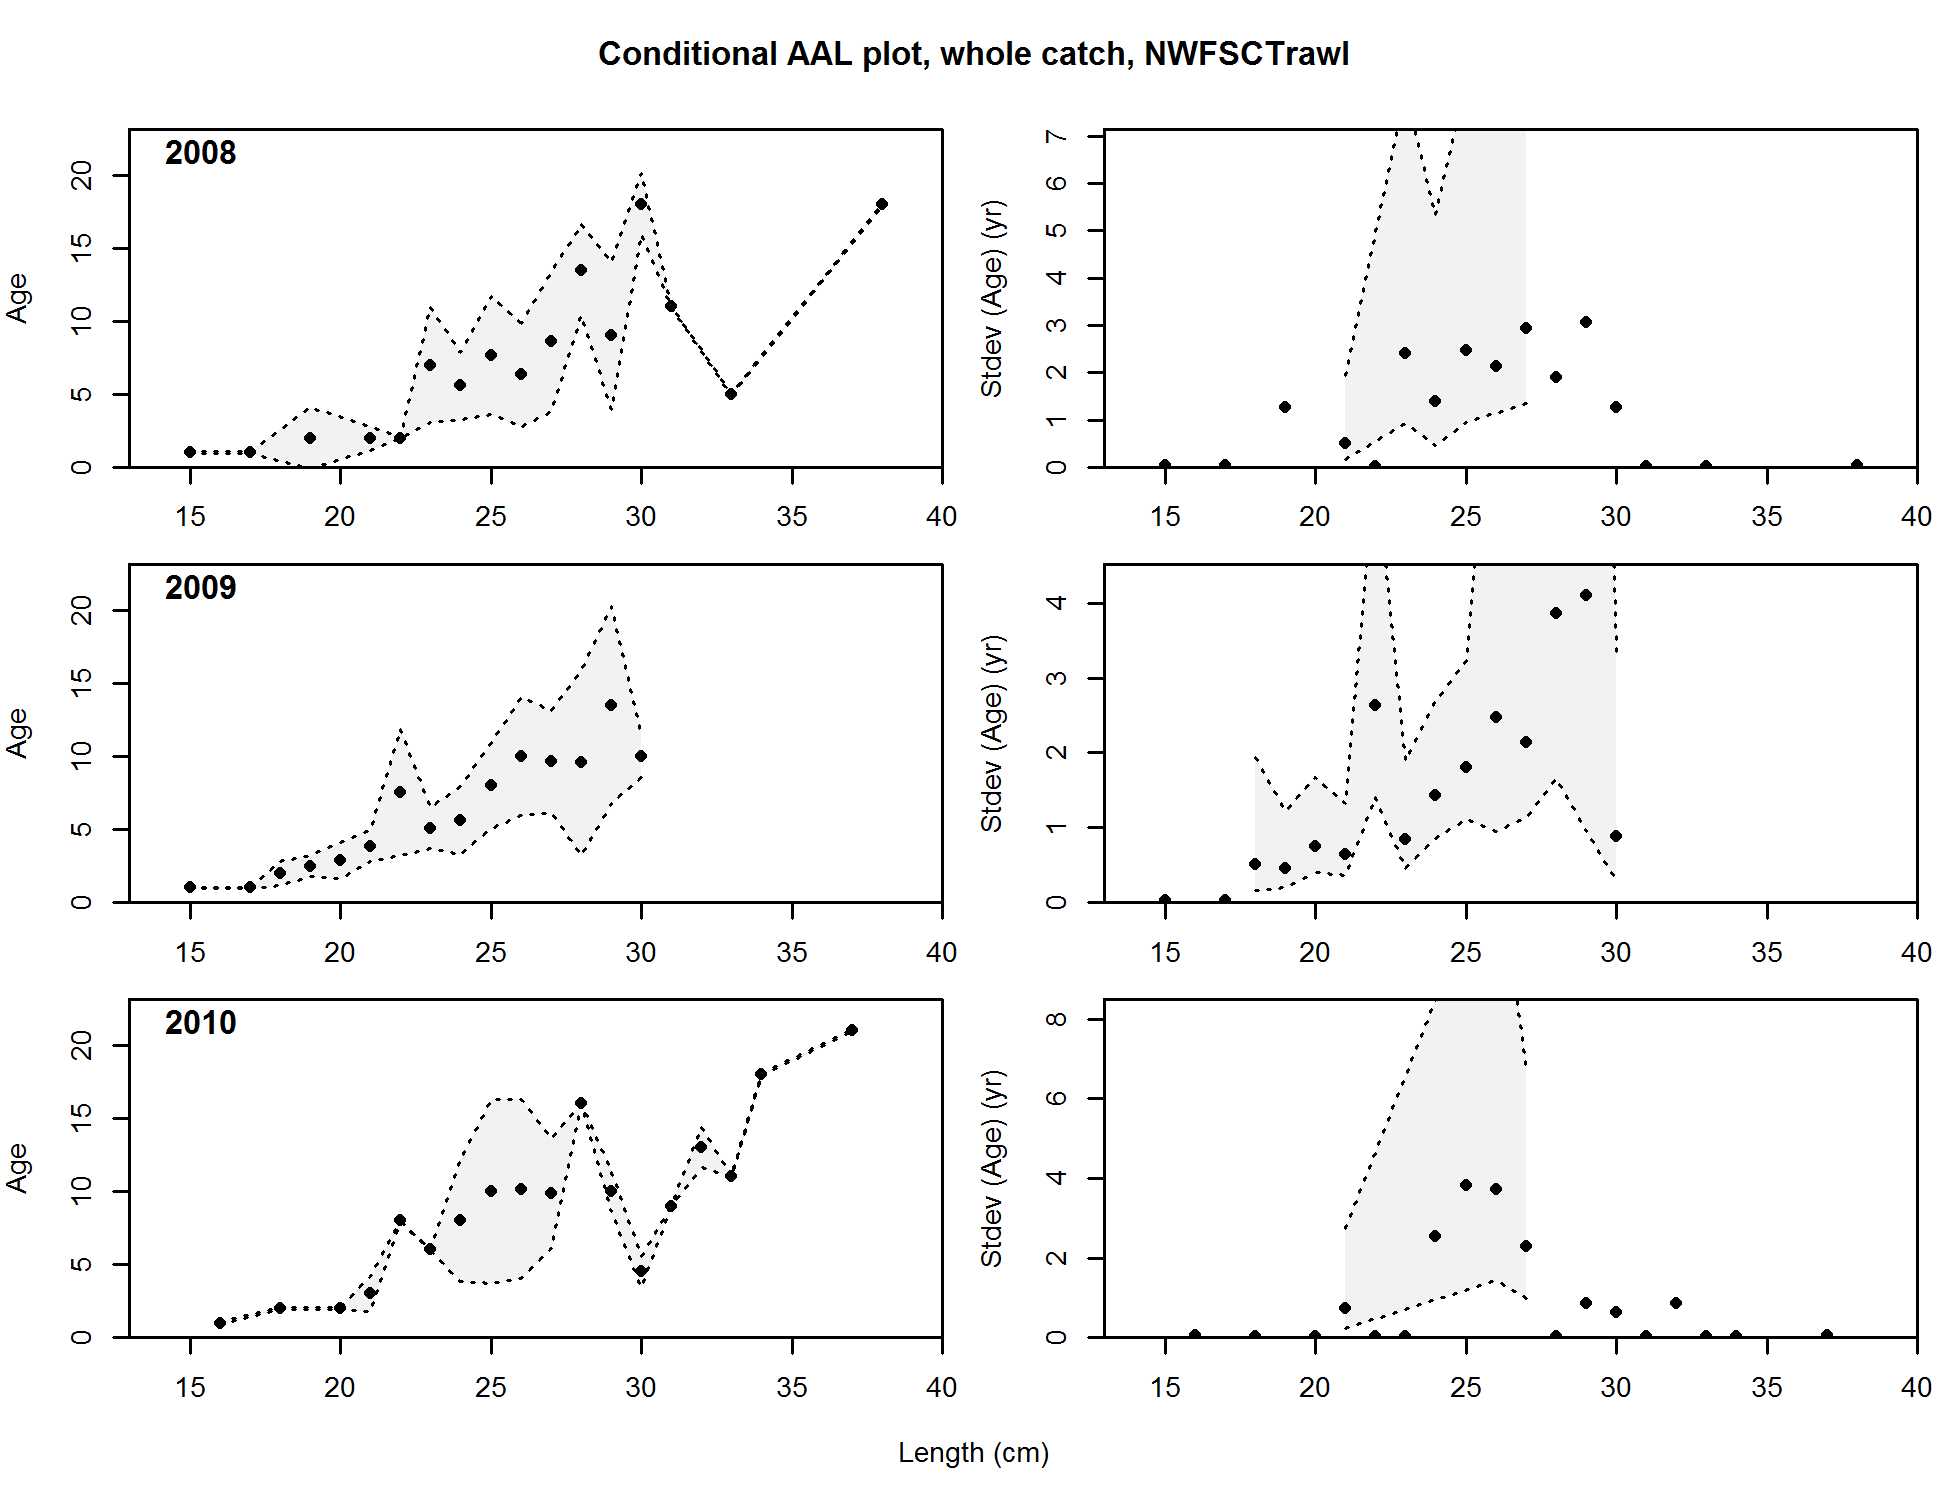 Conditional AAL plot, whole catch, NWFSCTrawl
2008
Age
0 5 10 15 20
15 20 25 30 35 40
Stdev (Age) (yr)
0 1 2 3 4 5 6 7
15 20 25 30 35 40
2009
Age
0 5 10 15 20
15 20 25 30 35 40
Stdev (Age) (yr)
0 1 2 3 4
15 20 25 30 35 40
2010
Age
0 5 10 15 20
15 20 25 30 35 40
Stdev (Age) (yr)
0 2 4 6 8
15 20 25 30 35 40
Length (cm)